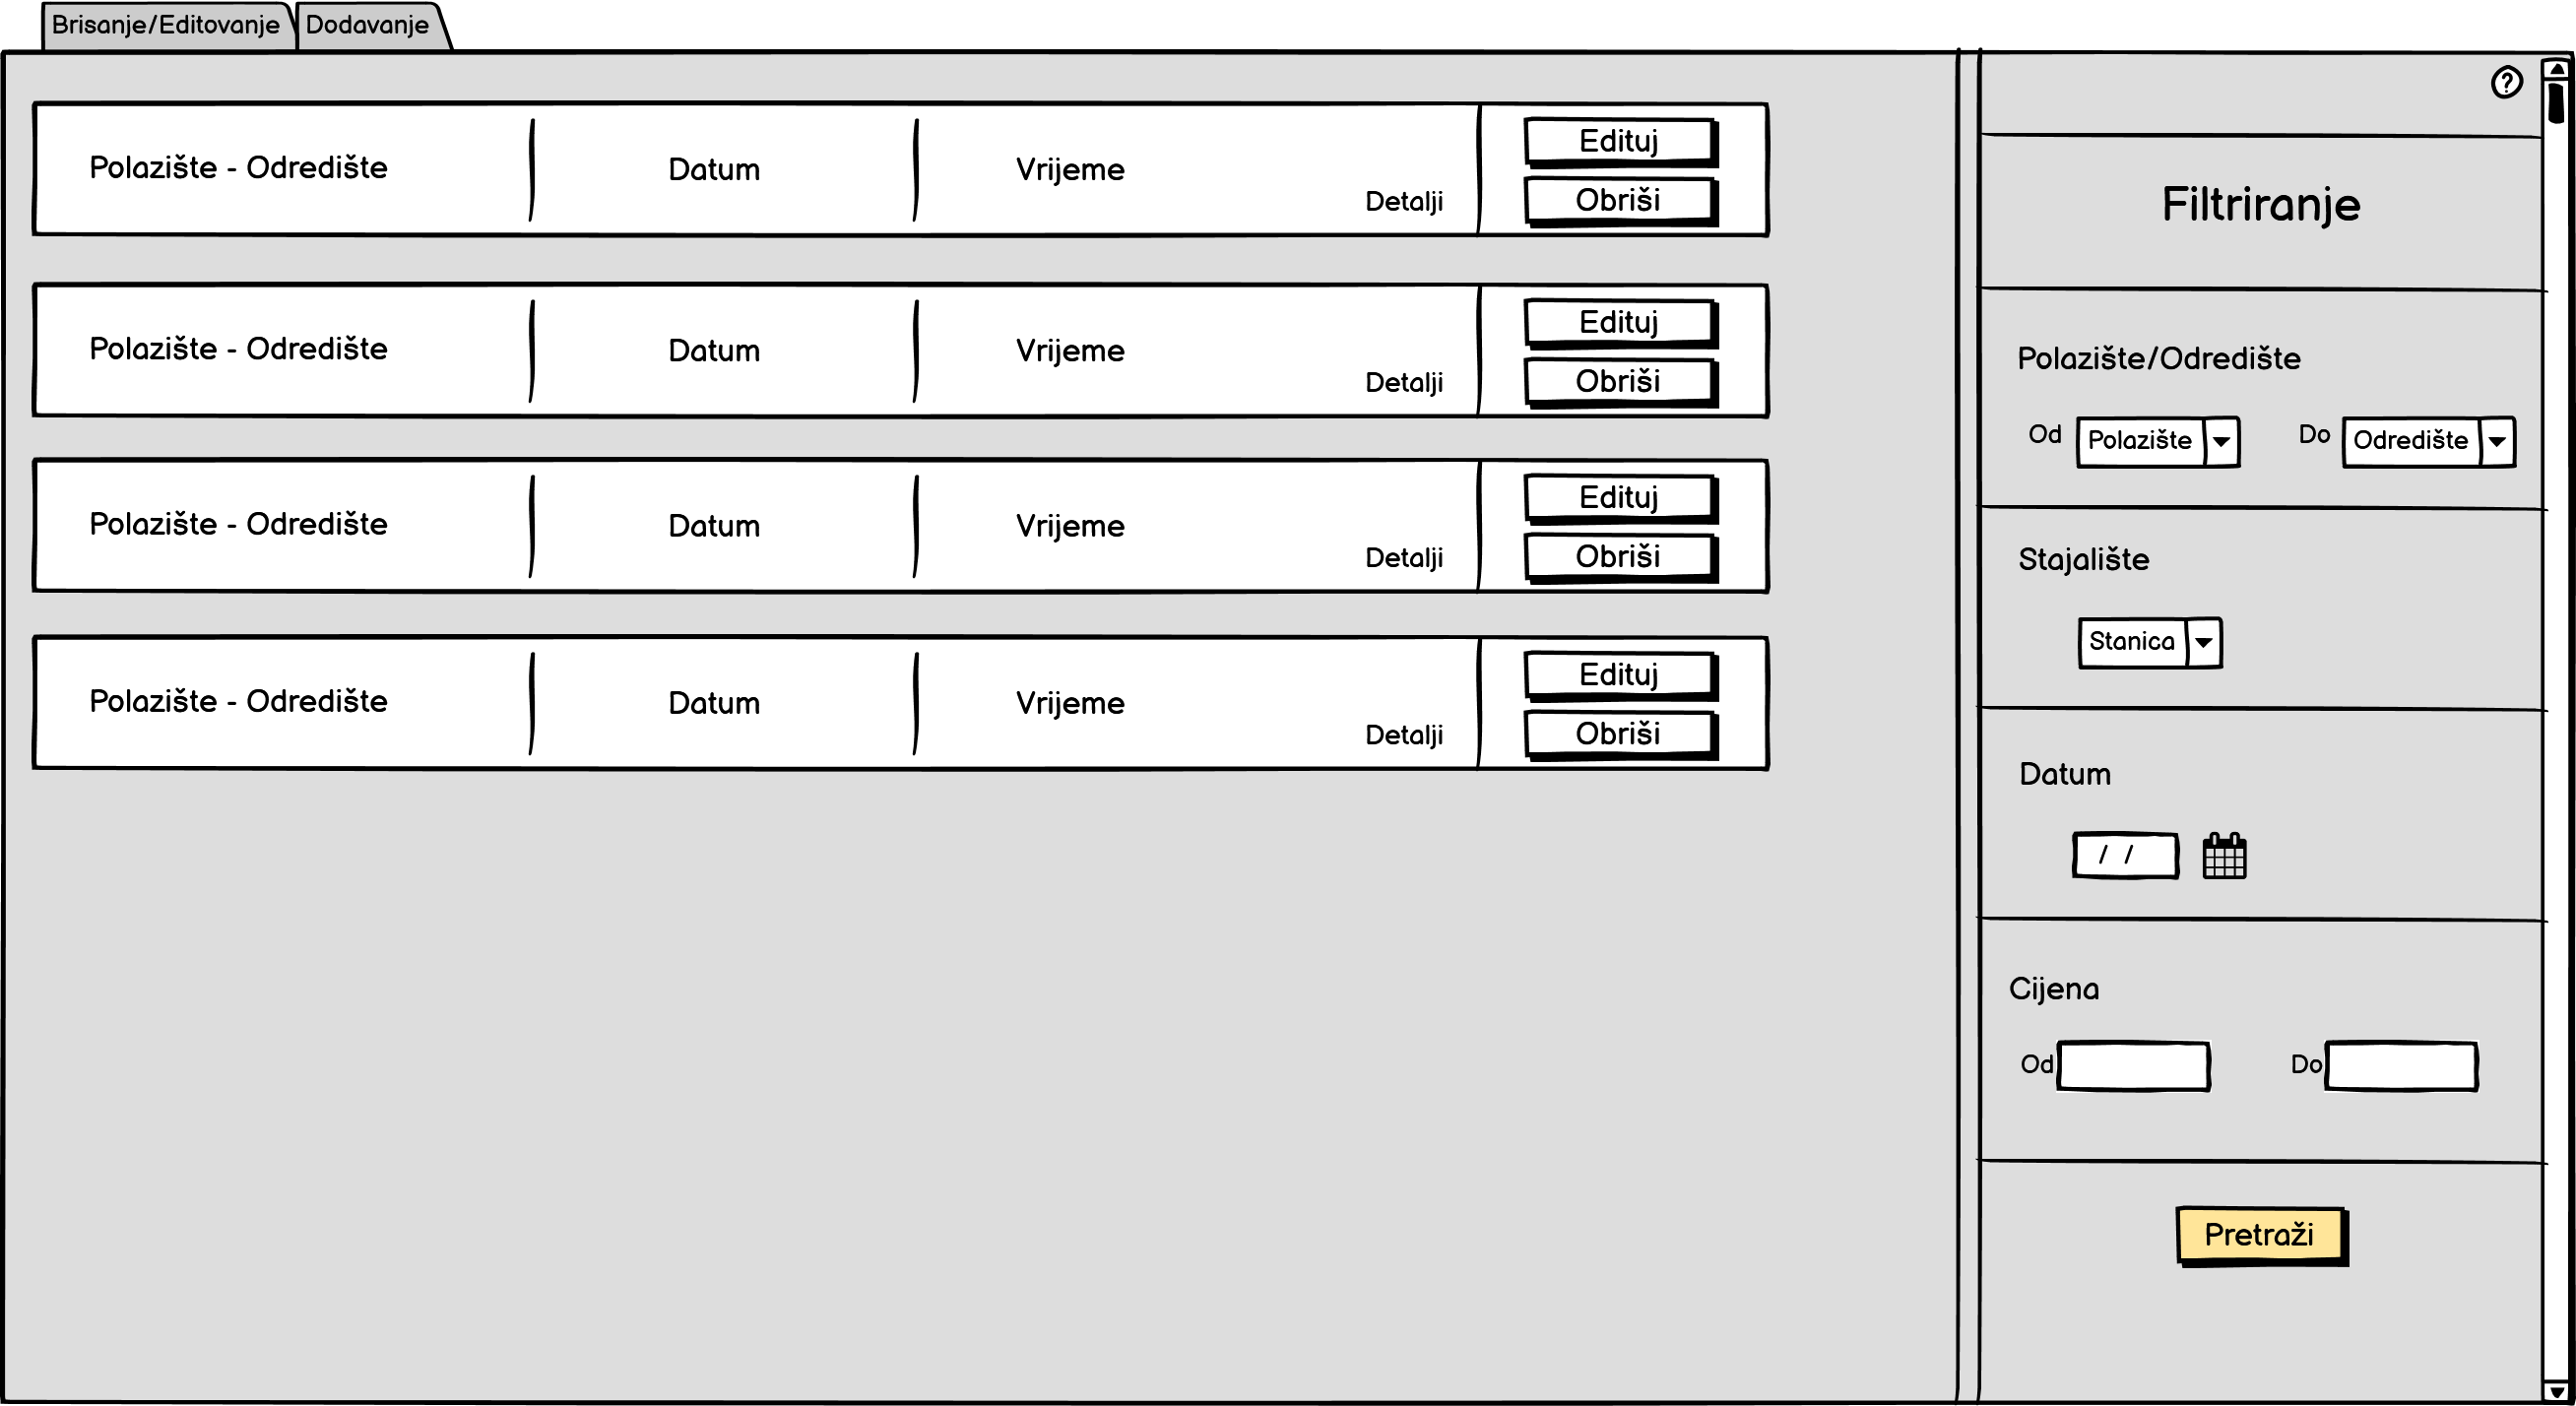 Brisanje/Editovanje Dodavanje
Polazište - Odredište Datum Vrijeme Detalji Edituj Obriši
Polazište - Odredište Datum Vrijeme Detalji Edituj Obriši
Polazište - Odredište Datum Vrijeme Detalji Edituj Obriši
Polazište - Odredište Datum Vrijeme Detalji Edituj Obriši
?
Filtriranje
Polazište/Odredište
Od Polazište Do Odredište
Stajalište
Stanica
Datum
/ /
Cijena
Od Do
Pretraži